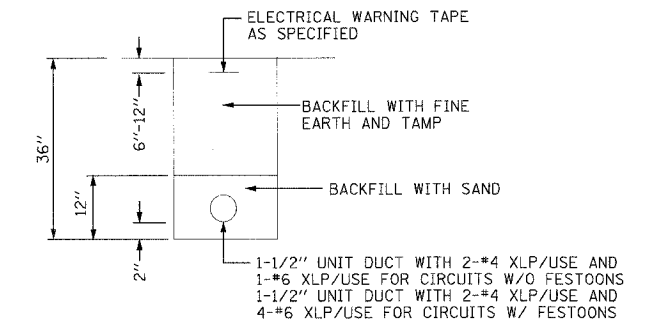 ELECTRICAL WARNING TAPE
AS SPECIFIED
BACKFILL WITH FINE
EARTH AND TAMP
6"-12"
36"
12"
BACKFILL WITH SAND
2"
1-1/2" UNIT DUCT WITH 2-#4 XLP/USE AND
1-#6 XLP/USE FOR CIRCUITS W/O FESTOONS
1-1/2" UNIT DUCT WITH 2-#4 XLP/USE AND
4-#6 XLP/USE FOR CIRCUITS W/ FESTOONS